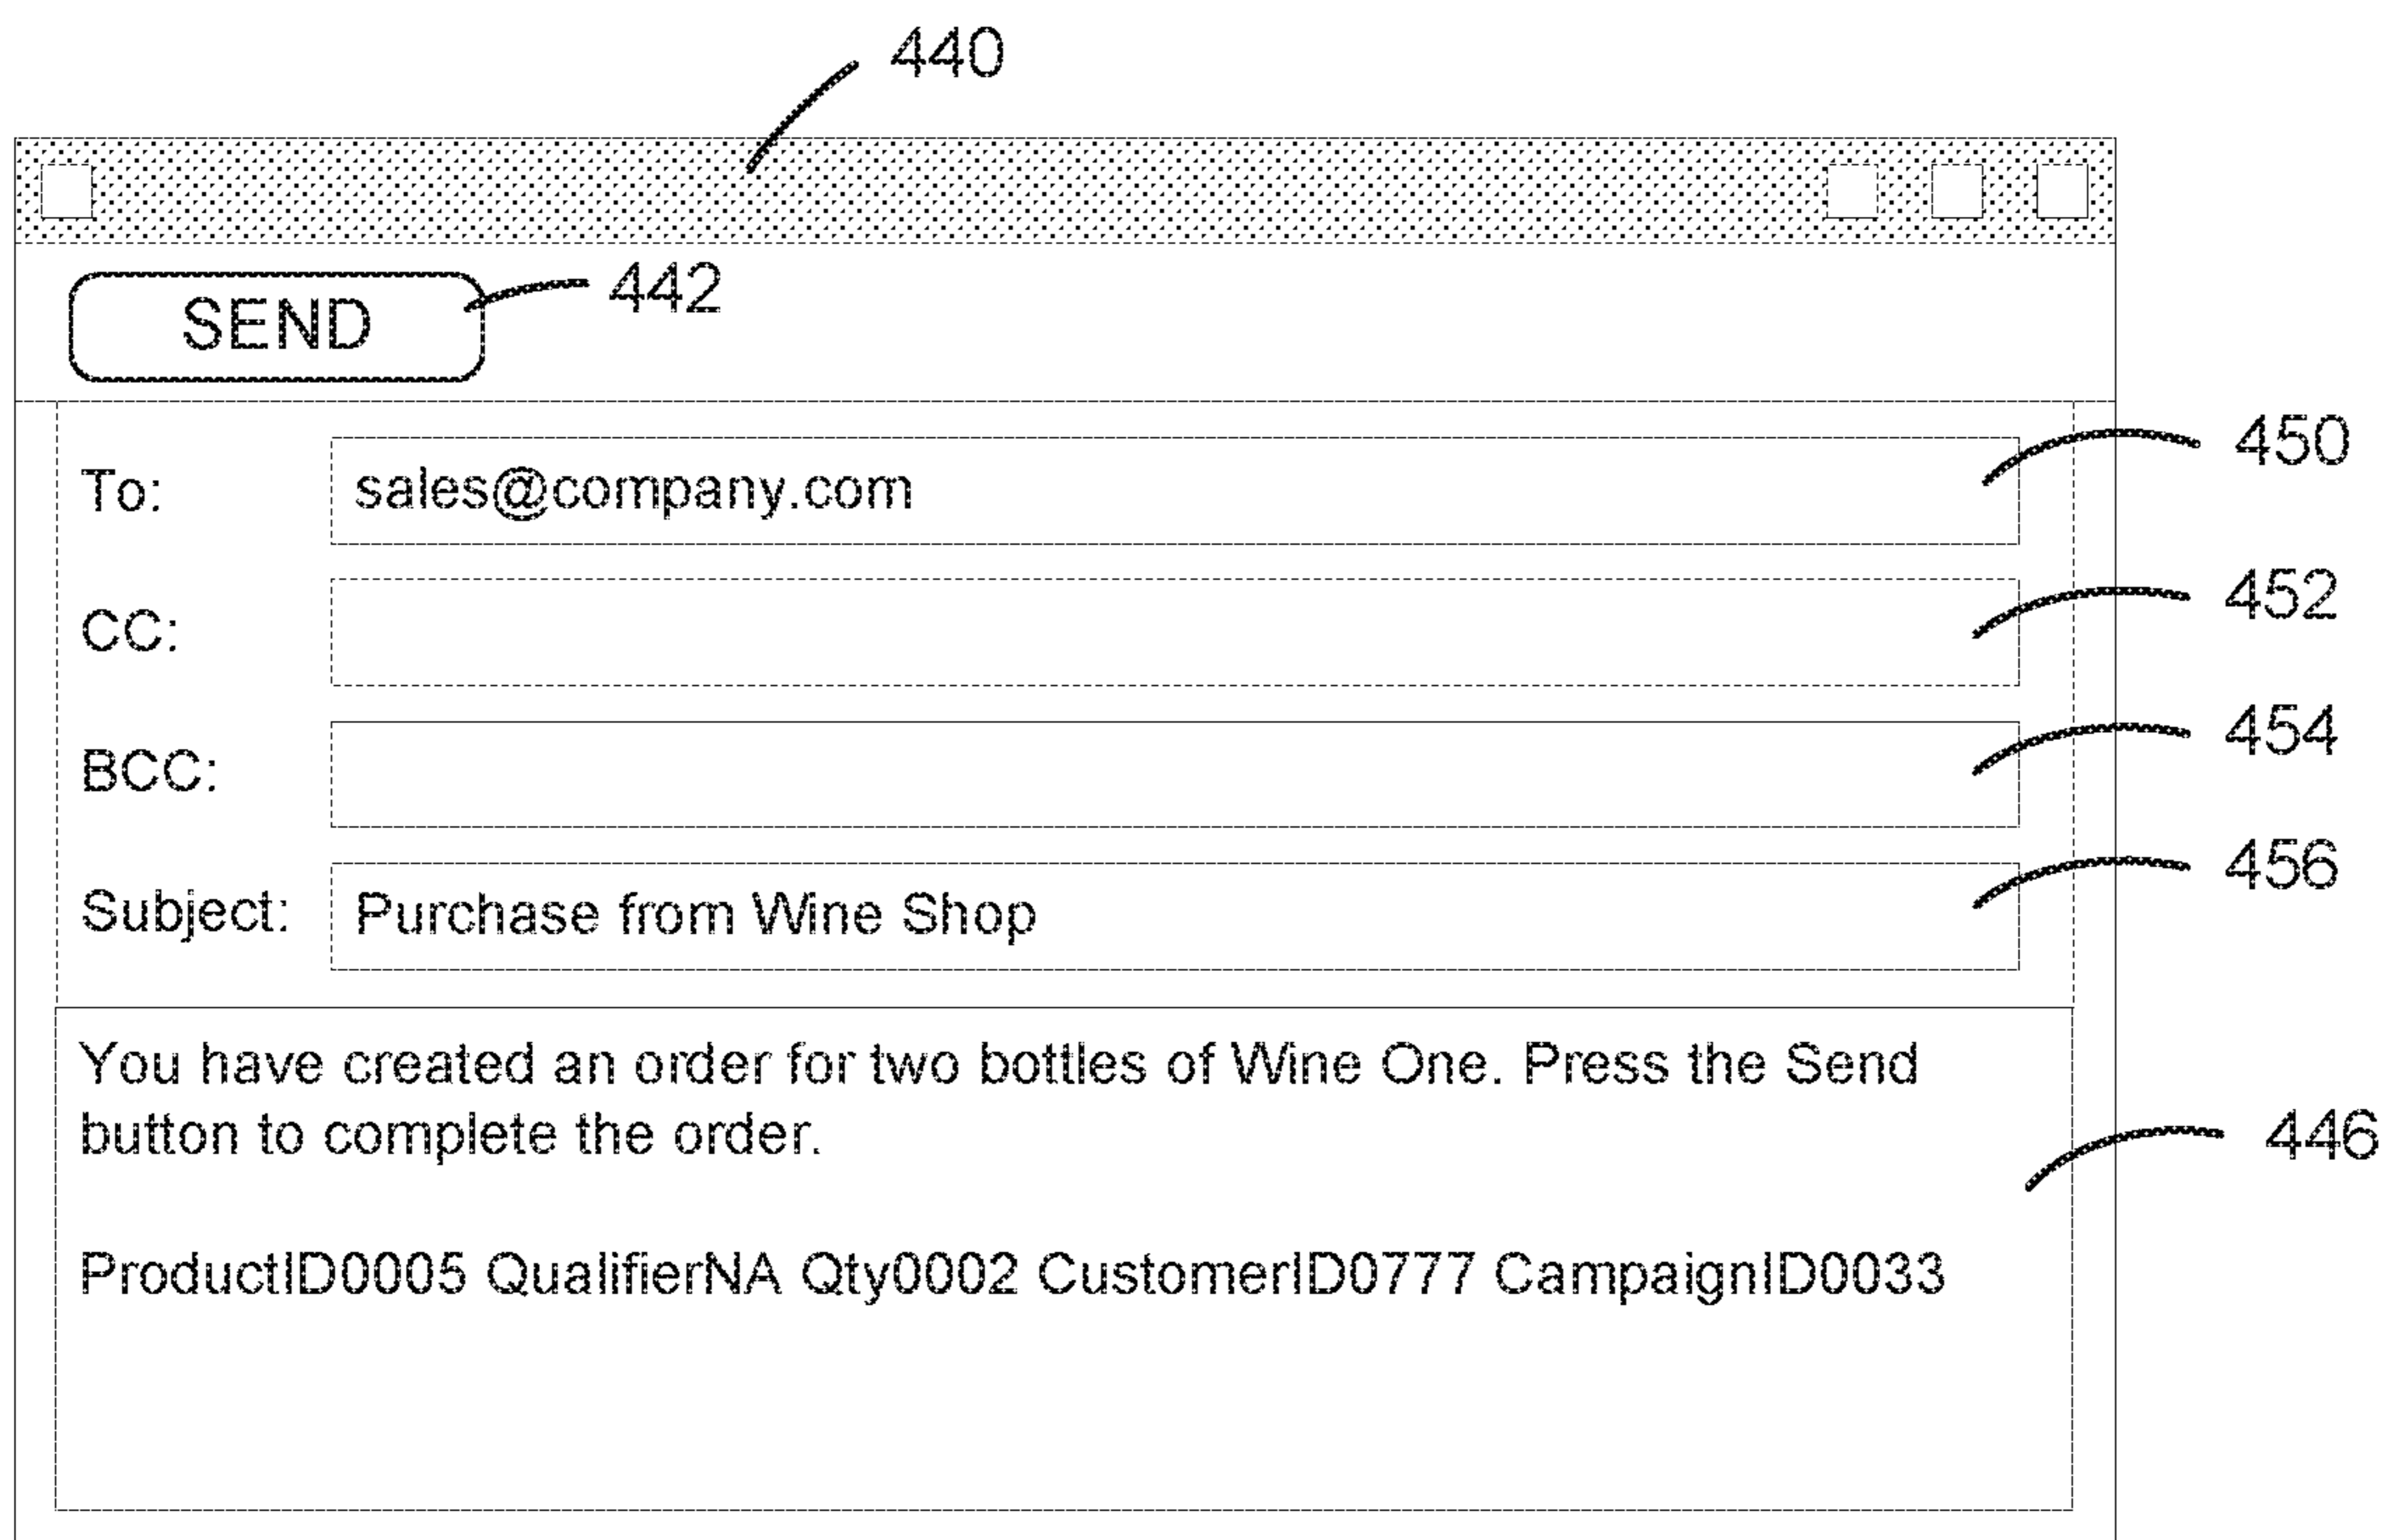 440
SEND 442
To: sales@company.com 450
CC: 452
BCC: 454
Subject: Purchase from Wine Shop 456
You have created an order for two bottles of Wine One. Press the Send
button to complete the order.
446
ProductID0005 QualifierNA Qty0002 CustomerID0777 CampaignID0033